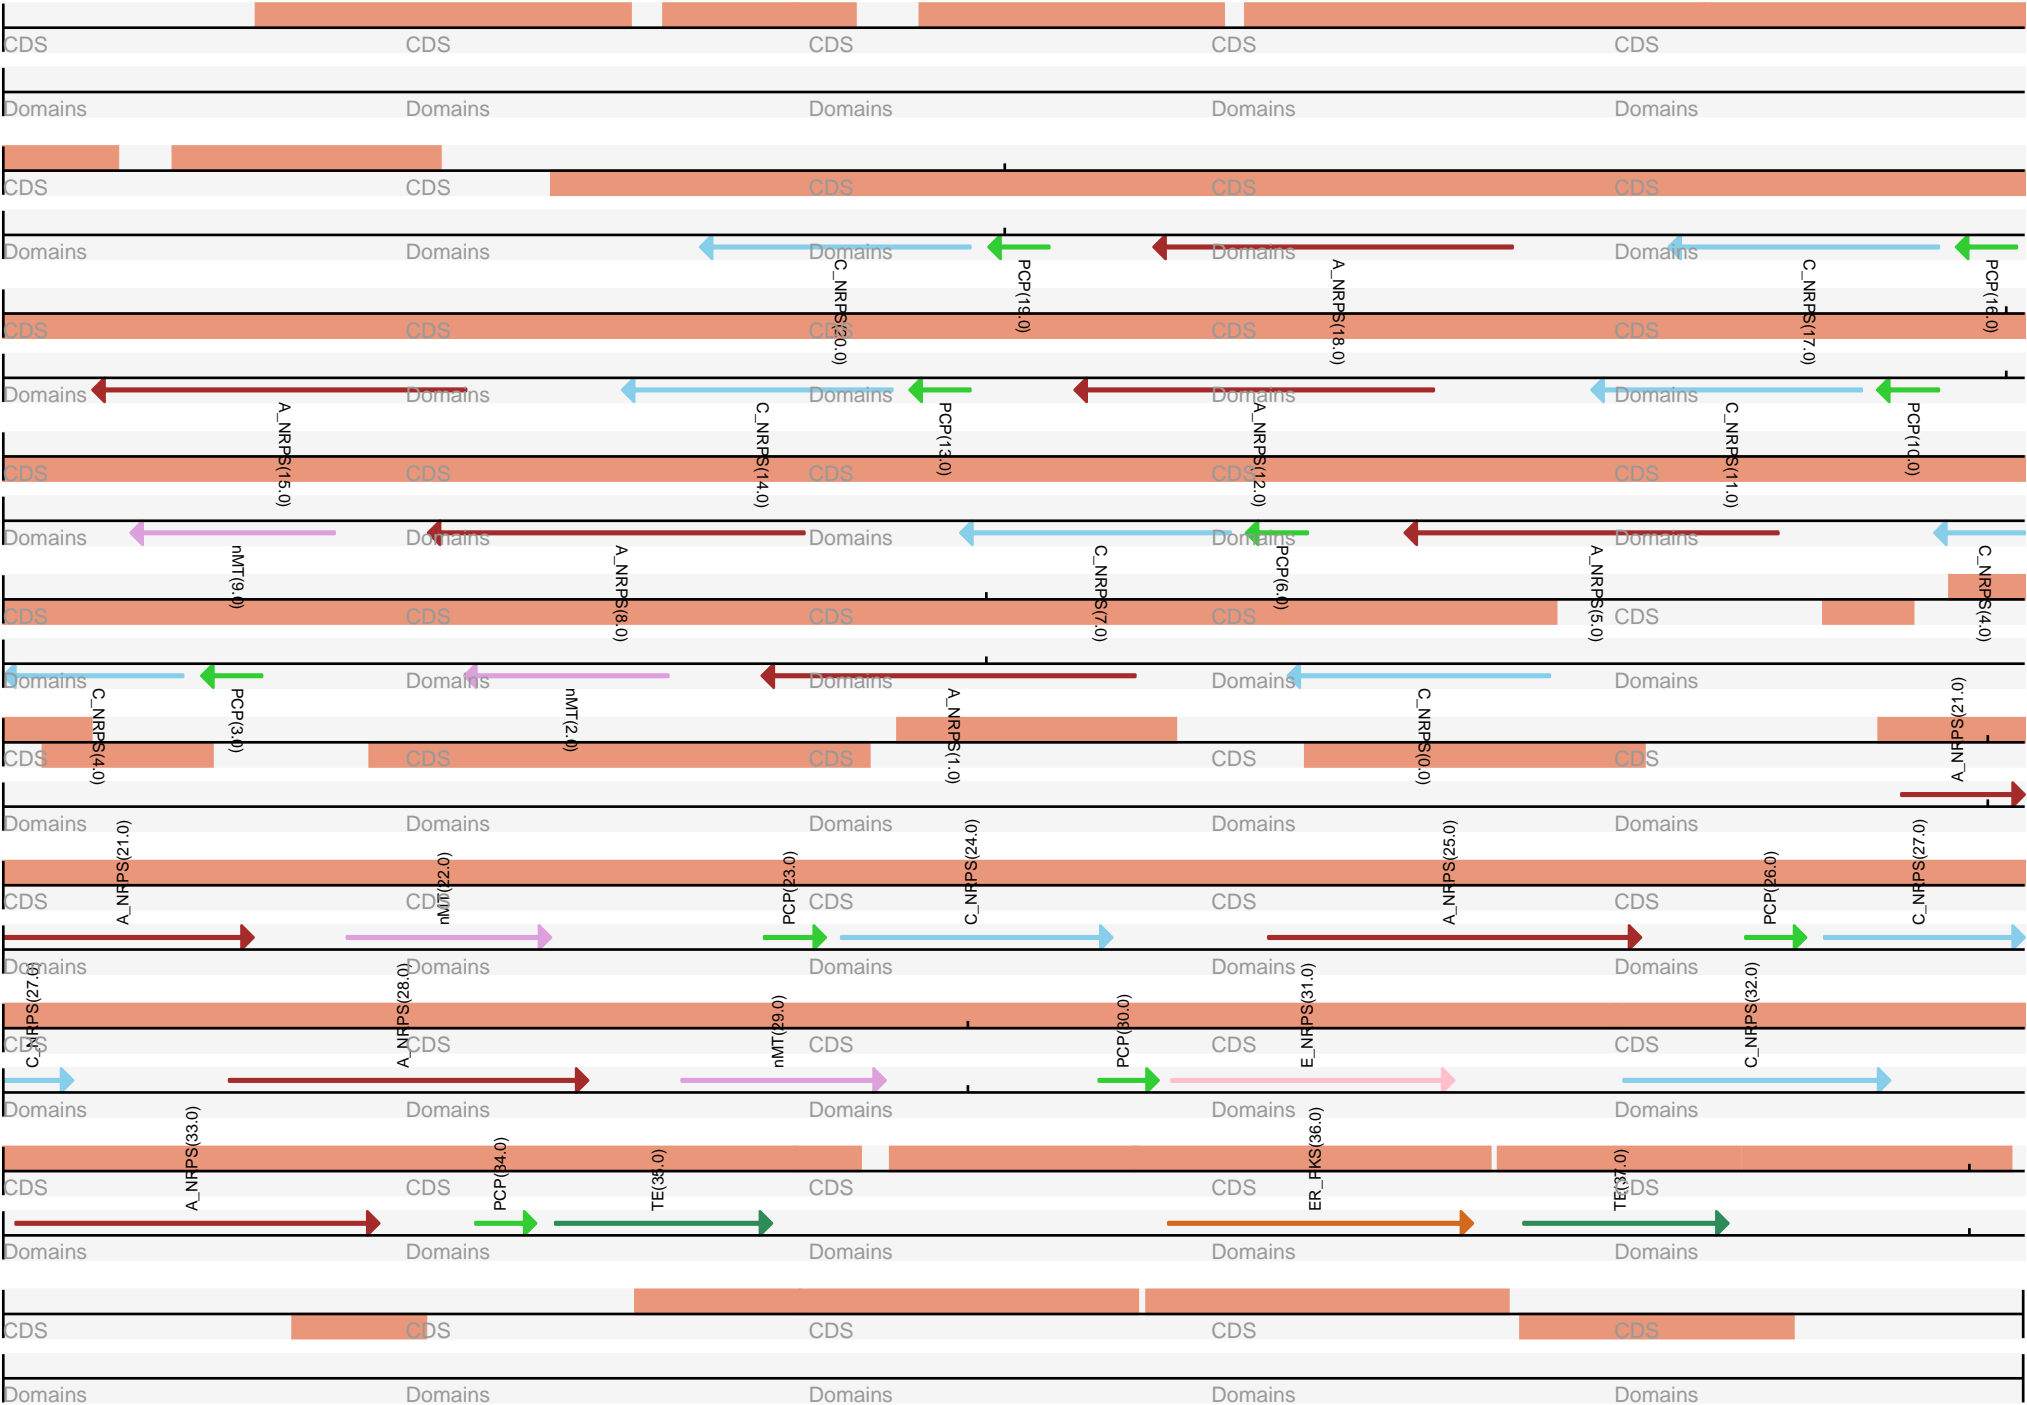 CDS CDS CDS CDS CDS
Domains Domains Domains Domains Domains
CDS CDS CDS CDS CDS
Domains Domains Domains Domains Domains
C_NRPS(20.0) PCP(19.0) A_NRPS(18.0) C_NRPS(17.0) PCP(16.0)
CDS CDS CDS CDS CDS
Domains Domains Domains Domains Domains
A_NRPS(15.0) C_NRPS(14.0) PCP(13.0) A_NRPS(12.0) C_NRPS(11.0) PCP(10.0)
CDS CDS CDS CDS CDS
Domains Domains Domains Domains Domains
nMT(9.0) A_NRPS(8.0) C_NRPS(7.0) PCP(6.0) A_NRPS(5.0) C_NRPS(4.0)
CDS CDS CDS CDS CDS
Domains Domains Domains Domains Domains
C_NRPS(4.0) PCP(3.0) nMT(2.0) A_NRPS(1.0) C_NRPS(0.0) A_NRPS(21.0)
CDS CDS CDS CDS CDS
Domains Domains Domains Domains Domains
A_NRPS(21.0) nMT(22.0) PCP(23.0) C_NRPS(24.0) A_NRPS(25.0) PCP(26.0) C_NRPS(27.0)
CDS CDS CDS CDS CDS
Domains Domains Domains Domains Domains
C_NRPS(27.0) A_NRPS(28.0) nMT(29.0) PCP(30.0) E_NRPS(31.0) C_NRPS(32.0)
CDS CDS CDS CDS CDS
Domains Domains Domains Domains Domains
A_NRPS(33.0) PCP(34.0) TE(35.0) ER_PKS(36.0) TE(37.0)
CDS CDS CDS CDS CDS
Domains Domains Domains Domains Domains
CDS CDS CDS CDS CDS
Domains Domains Domains Domains Domains